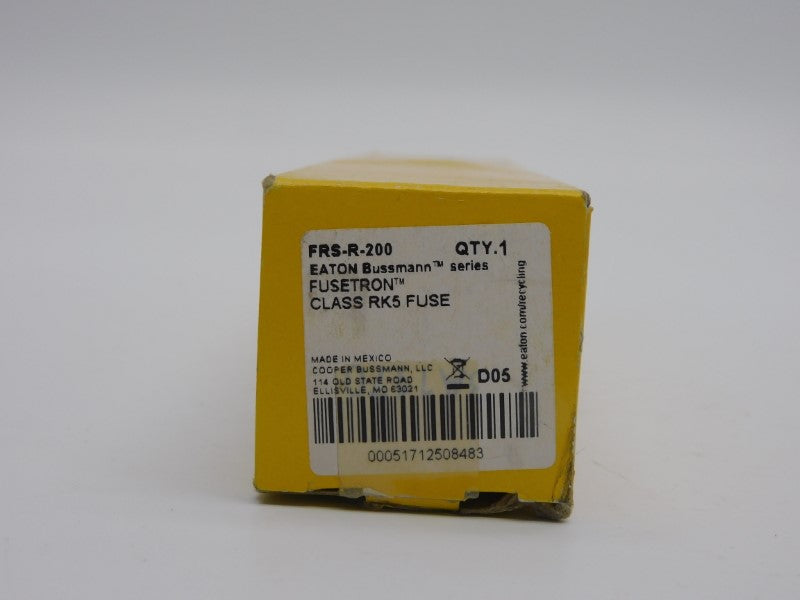 FRS-R-200 QTY.1
EATON Bussmann™ series
FUSETRON™
CLASS RK5 FUSE
www.eaton.com/recycling
MADE IN MEXICO
COOPER BUSSMANN, LLC
114 OLD STATE ROAD
ELLISVILLE, MO 63021
D05
00051712508483